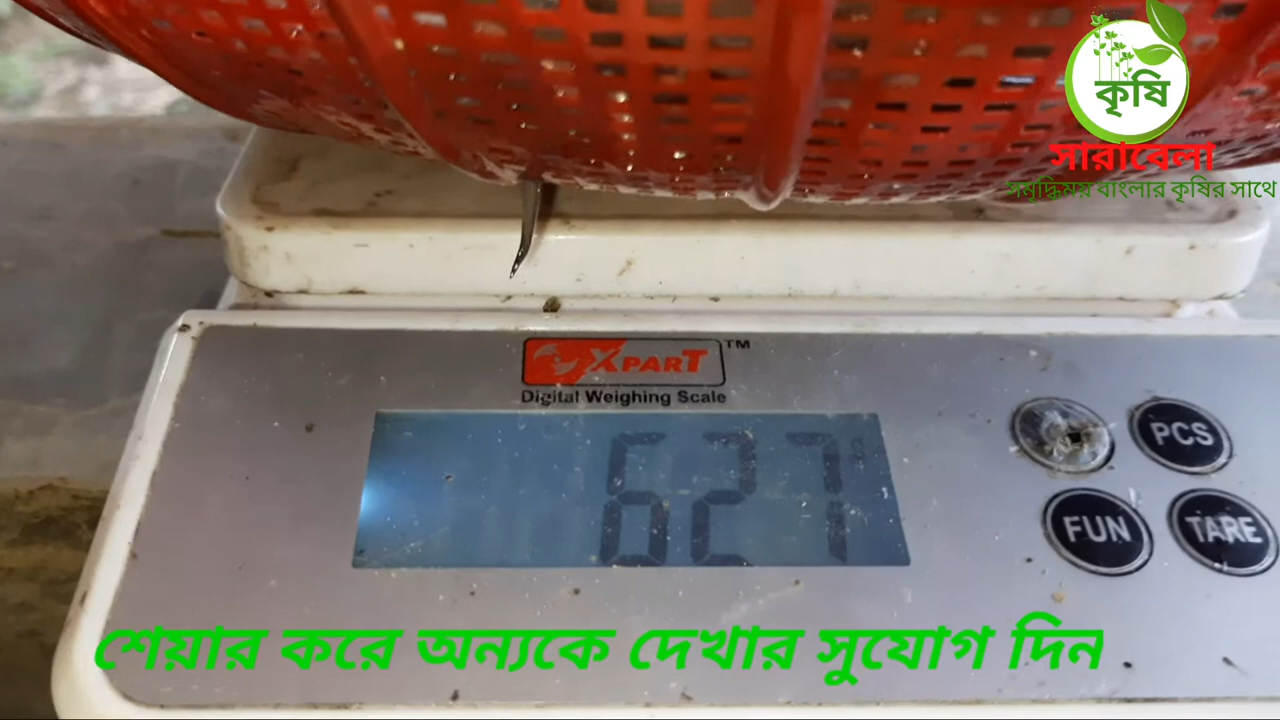 কৃষি
সারাবেলা
সমৃদ্ধিময় বাংলার কৃষির সাথে
XPART TM
Digital Weighing Scale
627
PCS
FUN TARE
শেয়ার করে অন্যকে দেখার সুযোগ দিন